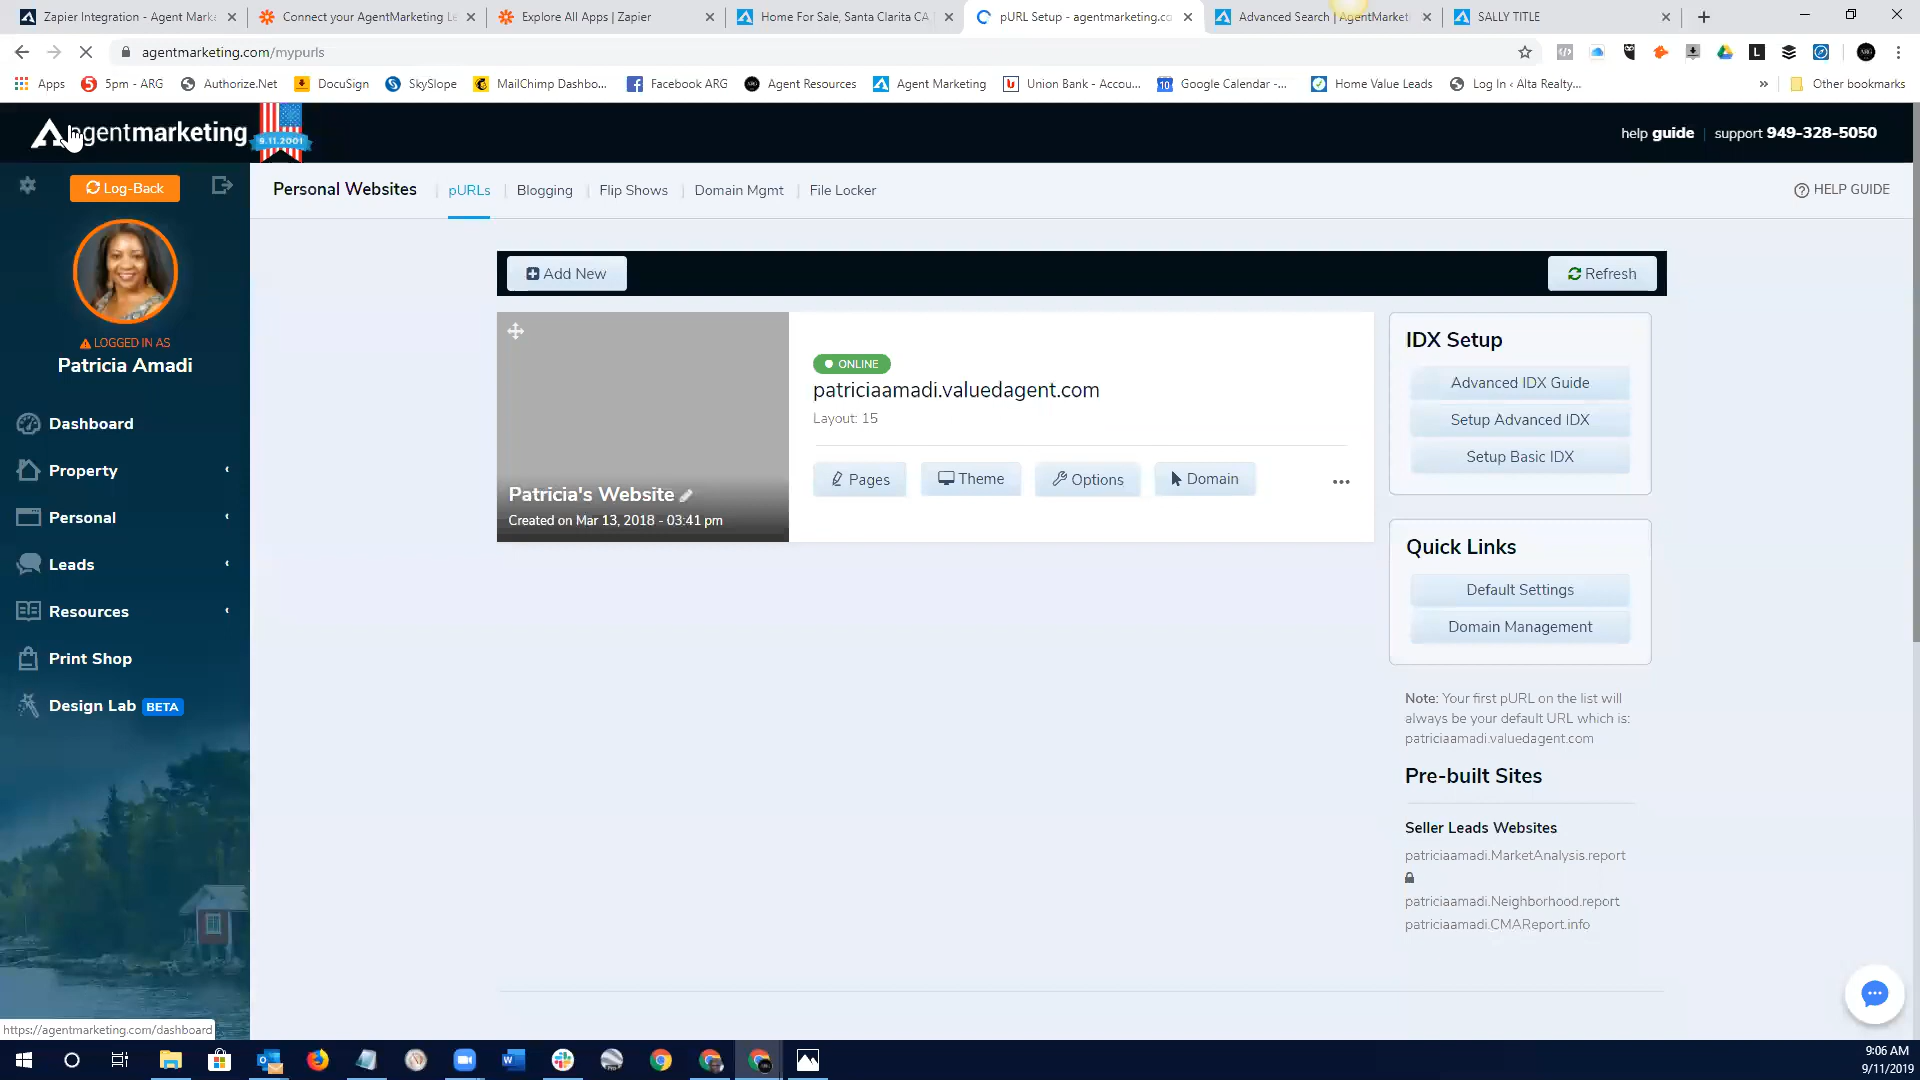 Zapier Integration - Agent Mark
Connect your AgentMarketing Le
Explore All Apps | Zapier
Home For Sale, Santa Clarita CA
pURL Setup - agentmarketing.co
Advanced Search | AgentMarket
SALLY TITLE
agentmarketing.com/mypurls
Apps
5pm - ARG
Authorize.Net
DocuSign
SkySlope
MailChimp Dashbo...
Facebook ARG
Agent Resources
Agent Marketing
Union Bank - Accou...
Google Calendar -...
Home Value Leads
Log In ‹ Alta Realty...
»
Other bookmarks
agentmarketing
9.11.2001
help guide | support 949-328-5050
Log-Back
LOGGED IN AS
Patricia Amadi
Dashboard
Property
Personal
Leads
Resources
Print Shop
Design Lab BETA
Personal Websites
pURLs
Blogging
Flip Shows
Domain Mgmt
File Locker
HELP GUIDE
Add New
Refresh
Patricia's Website
Created on Mar 13, 2018 - 03:41 pm
ONLINE
patriciaamadi.valuedagent.com
Layout: 15
Pages
Theme
Options
Domain
IDX Setup
Advanced IDX Guide
Setup Advanced IDX
Setup Basic IDX
Quick Links
Default Settings
Domain Management
Note: Your first pURL on the list will
always be your default URL which is:
patriciaamadi.valuedagent.com
Pre-built Sites
Seller Leads Websites
patriciaamadi.MarketAnalysis.report
patriciaamadi.Neighborhood.report
patriciaamadi.CMAReport.info
https://agentmarketing.com/dashboard
9:06 AM
9/11/2019